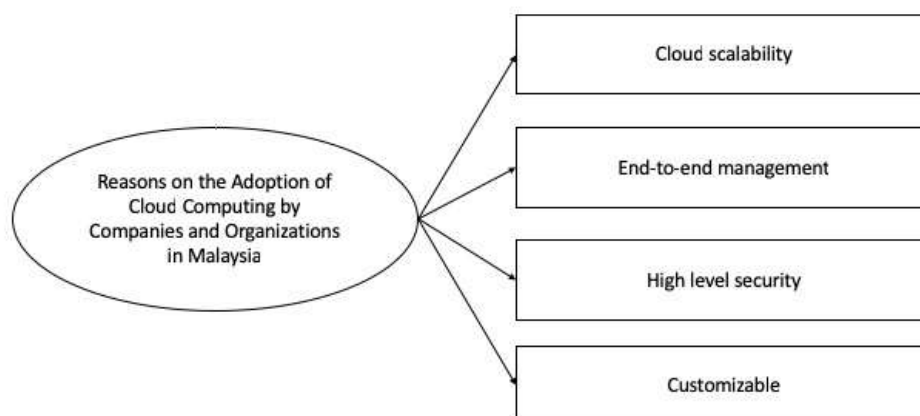 Reasons on the Adoption of
Cloud Computing by
Companies and Organizations
in Malaysia
Cloud scalability
End-to-end management
High level security
Customizable